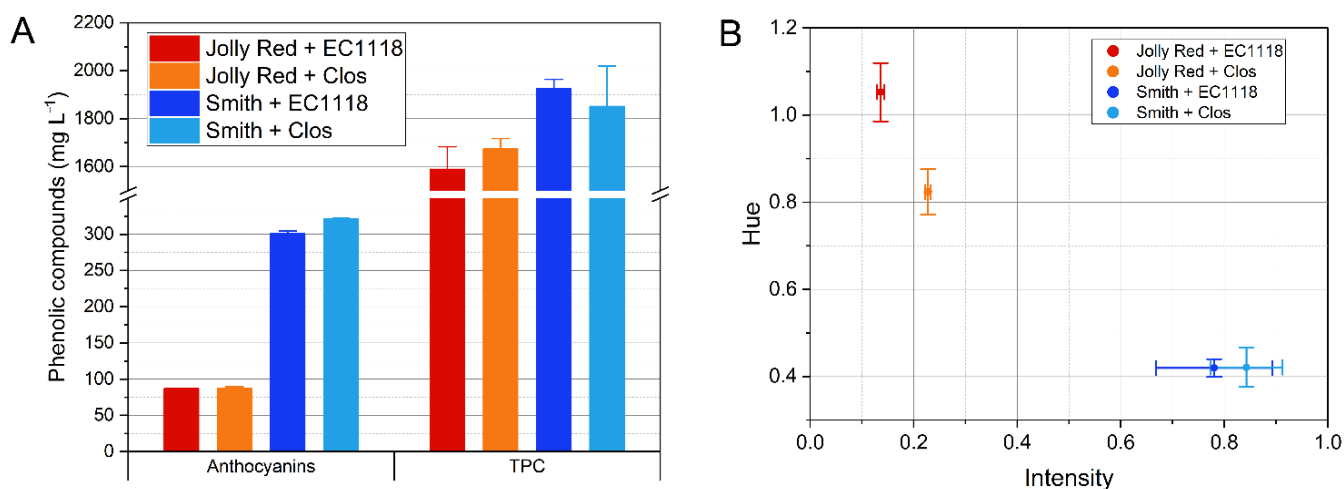 A
Phenolic compounds (mg L⁻¹)
2200
2000
1800
1600
300
250
200
150
100
50
0
Jolly Red + EC1118
Jolly Red + Clos
Smith + EC1118
Smith + Clos
Anthocyanins
TPC
B
Hue
1.2
1.0
0.8
0.6
0.4
Jolly Red + EC1118
Jolly Red + Clos
Smith + EC1118
Smith + Clos
0.0
0.2
0.4
0.6
0.8
1.0
Intensity